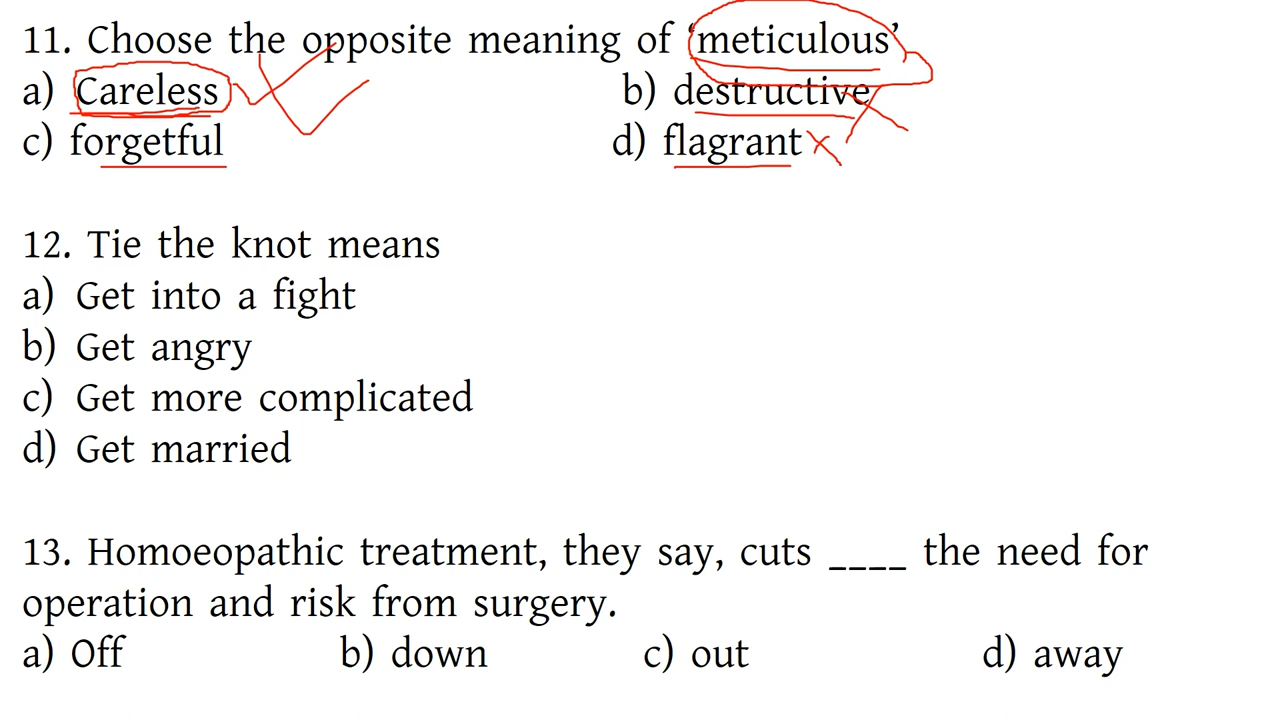 11. Choose the opposite meaning of ‘meticulous’
a) Careless b) destructive
c) forgetful d) flagrant
12. Tie the knot means
a) Get into a fight
b) Get angry
c) Get more complicated
d) Get married
13. Homoeopathic treatment, they say, cuts ____ the need for
operation and risk from surgery.
a) Off b) down c) out d) away